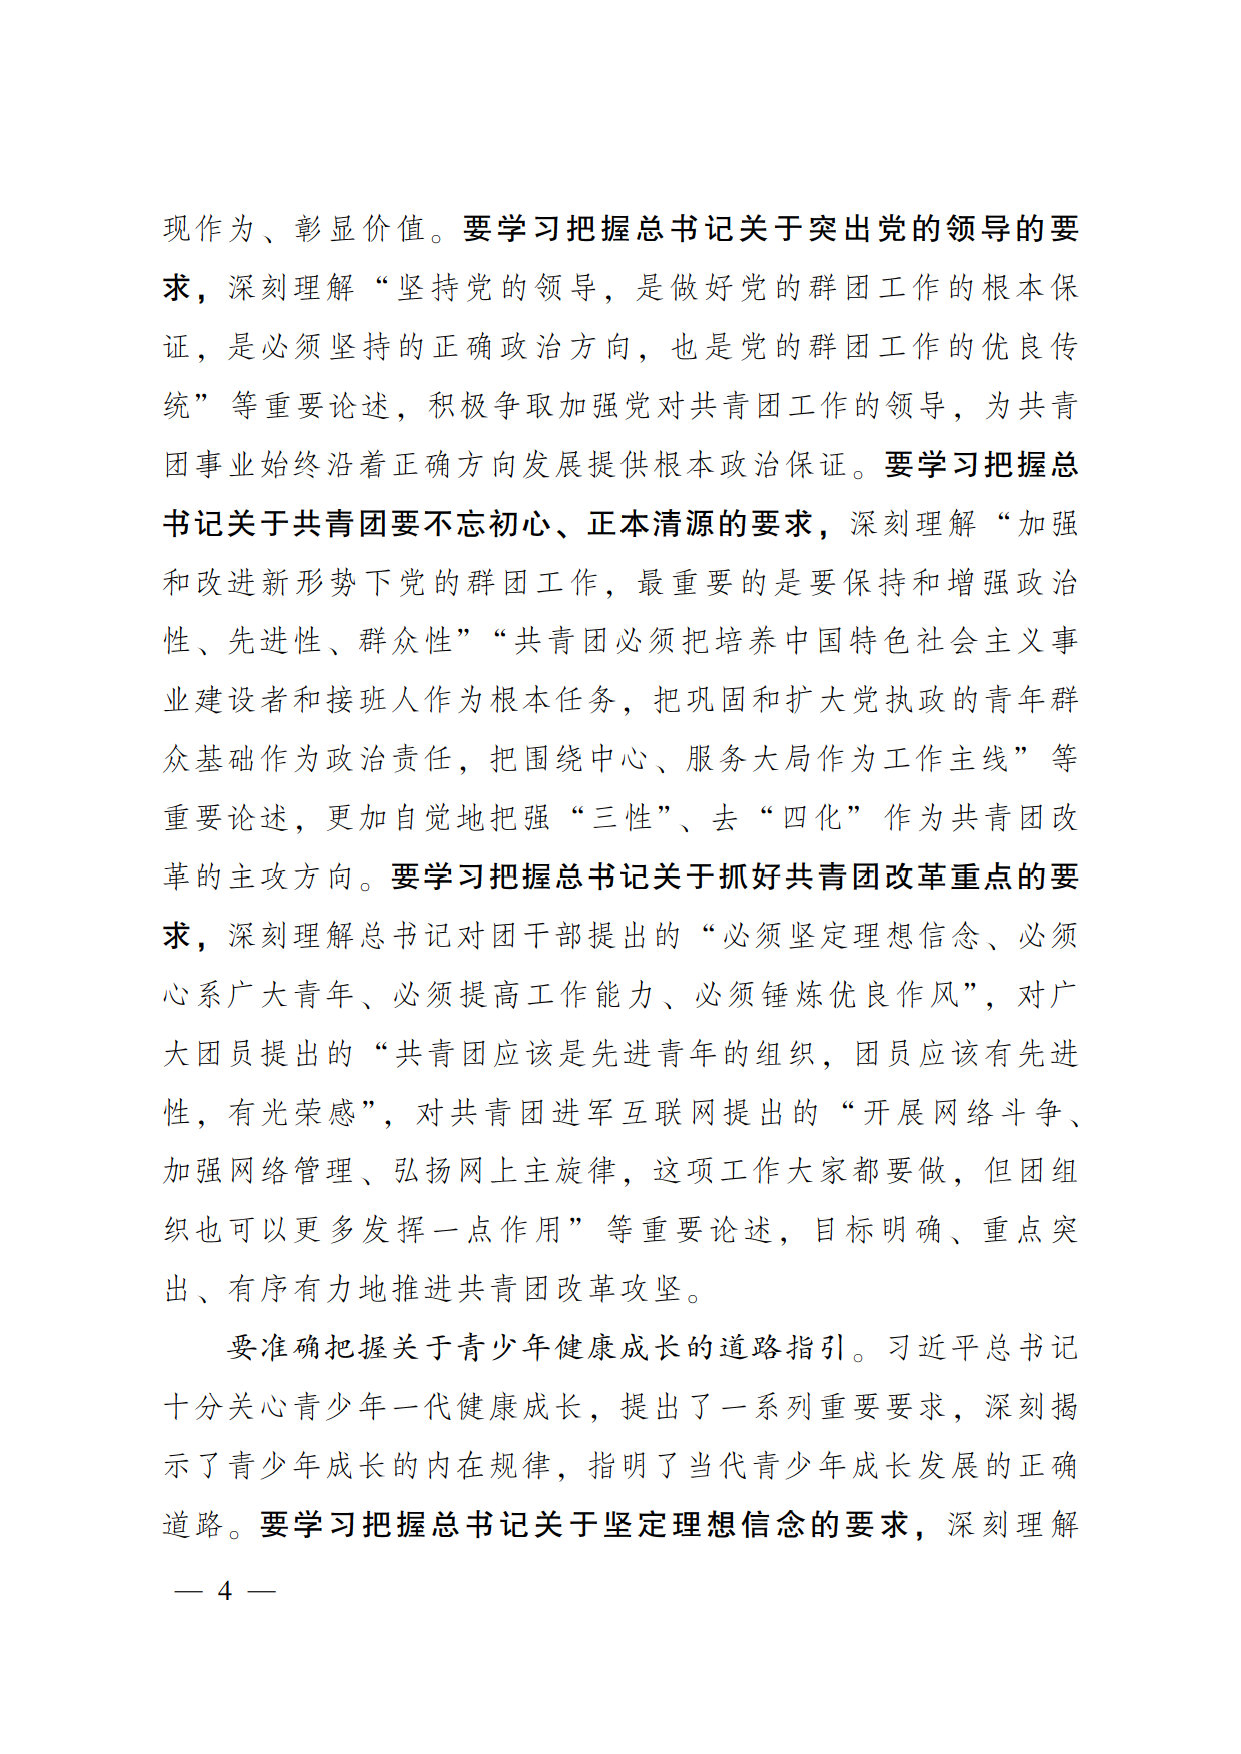 现作为、彰显价值。要学习把握总书记关于突出党的领导的要
求，深刻理解“坚持党的领导，是做好党的群团工作的根本保
证，是必须坚持的正确政治方向，也是党的群团工作的优良传
统”等重要论述，积极争取加强党对共青团工作的领导，为共青
团事业始终沿着正确方向发展提供根本政治保证。要学习把握总
书记关于共青团要不忘初心、正本清源的要求，深刻理解“加强
和改进新形势下党的群团工作，最重要的是要保持和增强政治
性、先进性、群众性”“共青团必须把培养中国特色社会主义事
业建设者和接班人作为根本任务，把巩固和扩大党执政的青年群
众基础作为政治责任，把围绕中心、服务大局作为工作主线”等
重要论述，更加自觉地把强“三性”、去“四化”作为共青团改
革的主攻方向。要学习把握总书记关于抓好共青团改革重点的要
求，深刻理解总书记对团干部提出的“必须坚定理想信念、必须
心系广大青年、必须提高工作能力、必须锤炼优良作风”，对广
大团员提出的“共青团应该是先进青年的组织，团员应该有先进
性，有光荣感”，对共青团进军互联网提出的“开展网络斗争、
加强网络管理、弘扬网上主旋律，这项工作大家都要做，但团组
织也可以更多发挥一点作用”等重要论述，目标明确、重点突
出、有序有力地推进共青团改革攻坚。
要准确把握关于青少年健康成长的道路指引。习近平总书记
十分关心青少年一代健康成长，提出了一系列重要要求，深刻揭
示了青少年成长的内在规律，指明了当代青少年成长发展的正确
道路。要学习把握总书记关于坚定理想信念的要求，深刻理解
— 4 —